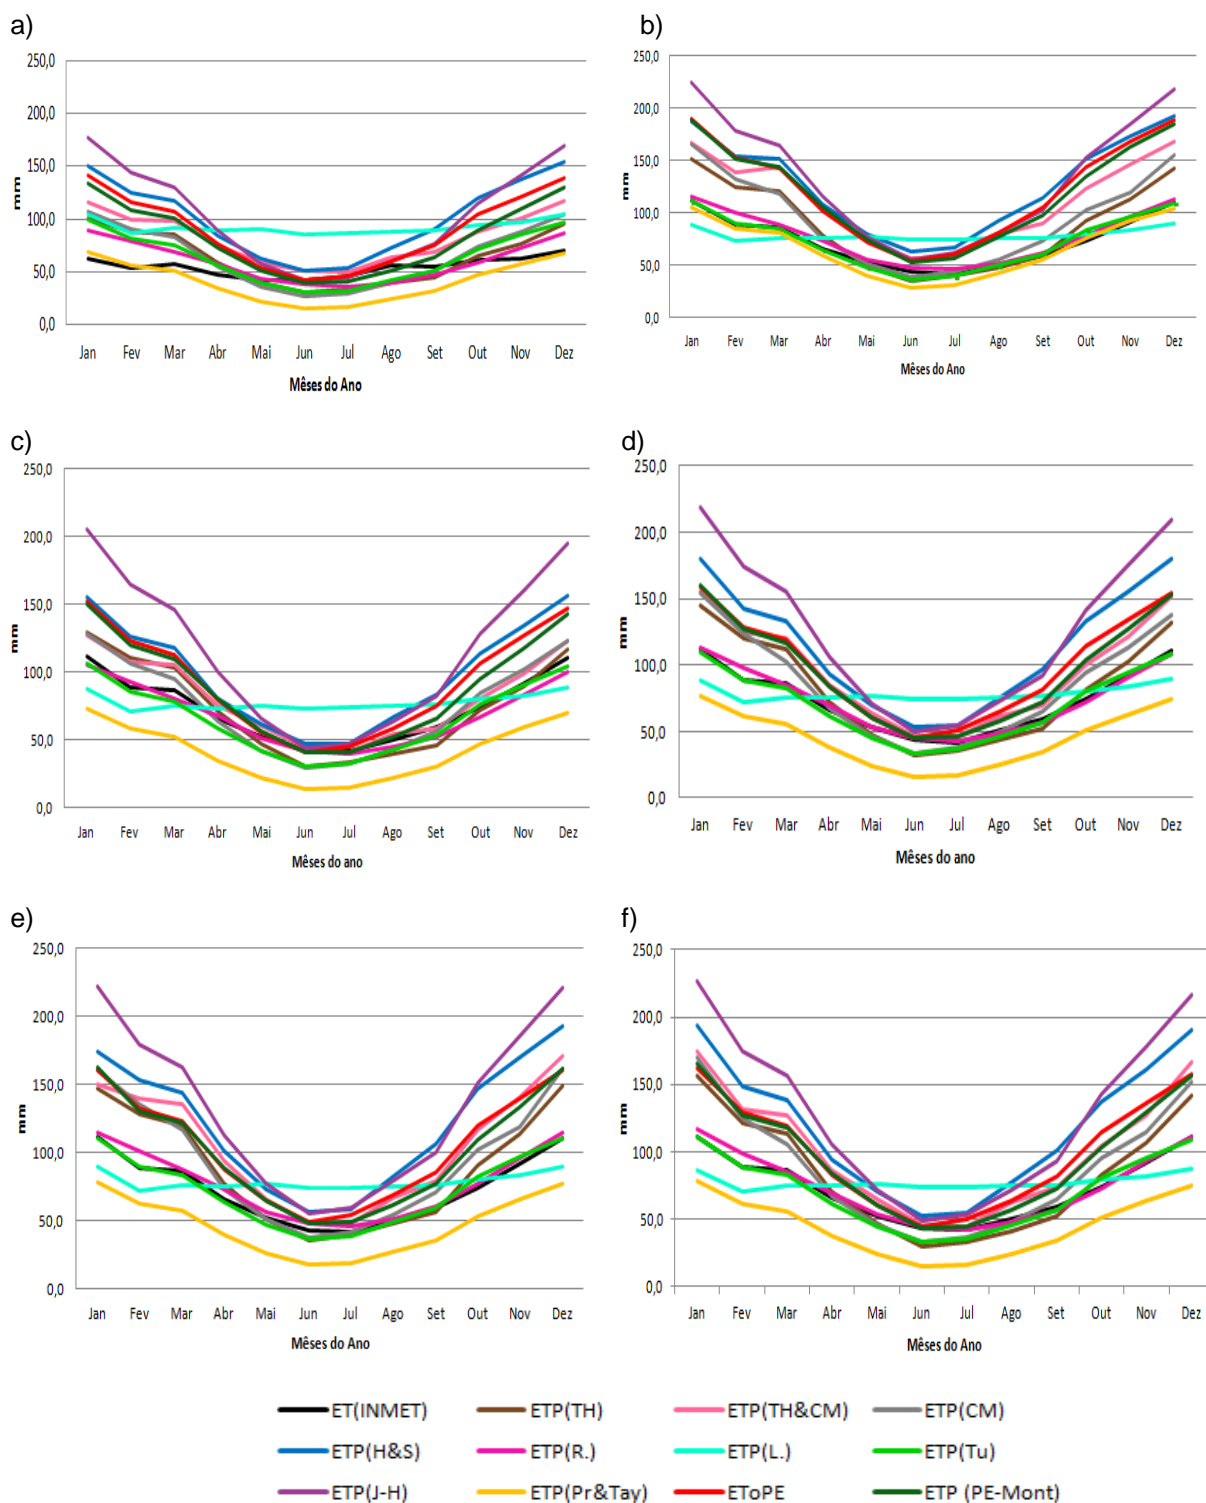 a)
250,0
200,0
150,0
100,0
50,0
0,0
mm
Jan Fev Mar Abr Mai Jun Jul Ago Set Out Nov Dez
Mêses do Ano
b)
250,0
200,0
150,0
100,0
50,0
0,0
mm
Jan Fev Mar Abr Mai Jun Jul Ago Set Out Nov Dez
Mêses do Ano
c)
250,0
200,0
150,0
100,0
50,0
0,0
mm
Jan Fev Mar Abr Mai Jun Jul Ago Set Out Nov Dez
Mêses do ano
d)
250,0
200,0
150,0
100,0
50,0
0,0
mm
Jan Fev Mar Abr Mai Jun Jul Ago Set Out Nov Dez
Mêses do ano
e)
250,0
200,0
150,0
100,0
50,0
0,0
mm
Jan Fev Mar Abr Mai Jun Jul Ago Set Out Nov Dez
Mêses do Ano
f)
250,0
200,0
150,0
100,0
50,0
0,0
mm
Jan Fev Mar Abr Mai Jun Jul Ago Set Out Nov Dez
Mêses do Ano
ET(INMET) ETP(TH) ETP(TH&CM) ETP(CM)
ETP(H&S) ETP(R.) ETP(L.) ETP(Tu)
ETP(J-H) ETP(Pr&Tay) EToPE ETP (PE-Mont)